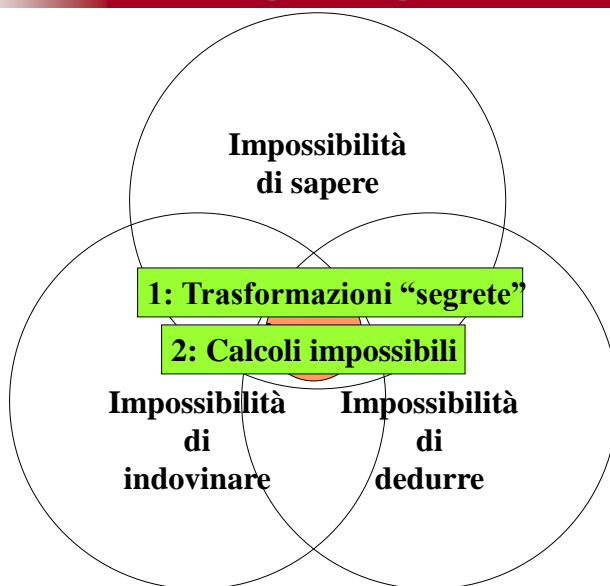 Impossibilità
di sapere
1: Trasformazioni “segrete”
2: Calcoli impossibili
Impossibilità
di
indovinare
Impossibilità
di
dedurre